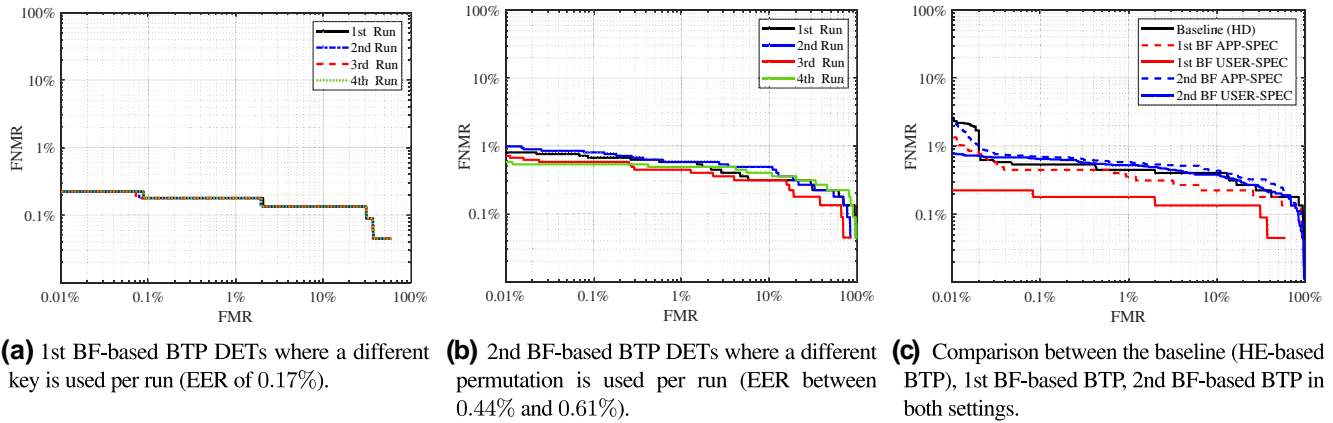 100%
10%
1%
0.1%
FNMR
0.01%
0.1%
1%
10%
100%
FMR
1st Run
2nd Run
3rd Run
4th Run
(a) 1st BF-based BTP DETs where a different
key is used per run (EER of 0.17%).
100%
10%
1%
0.1%
FNMR
0.01%
0.1%
1%
10%
100%
FMR
1st Run
2nd Run
3rd Run
4th Run
(b) 2nd BF-based BTP DETs where a different
permutation is used per run (EER between
0.44% and 0.61%).
100%
10%
1%
0.1%
FNMR
0.01%
0.1%
1%
10%
100%
FMR
Baseline (HD)
1st BF APP-SPEC
1st BF USER-SPEC
2nd BF APP-SPEC
2nd BF USER-SPEC
(c) Comparison between the baseline (HE-based
BTP), 1st BF-based BTP, 2nd BF-based BTP in
both settings.